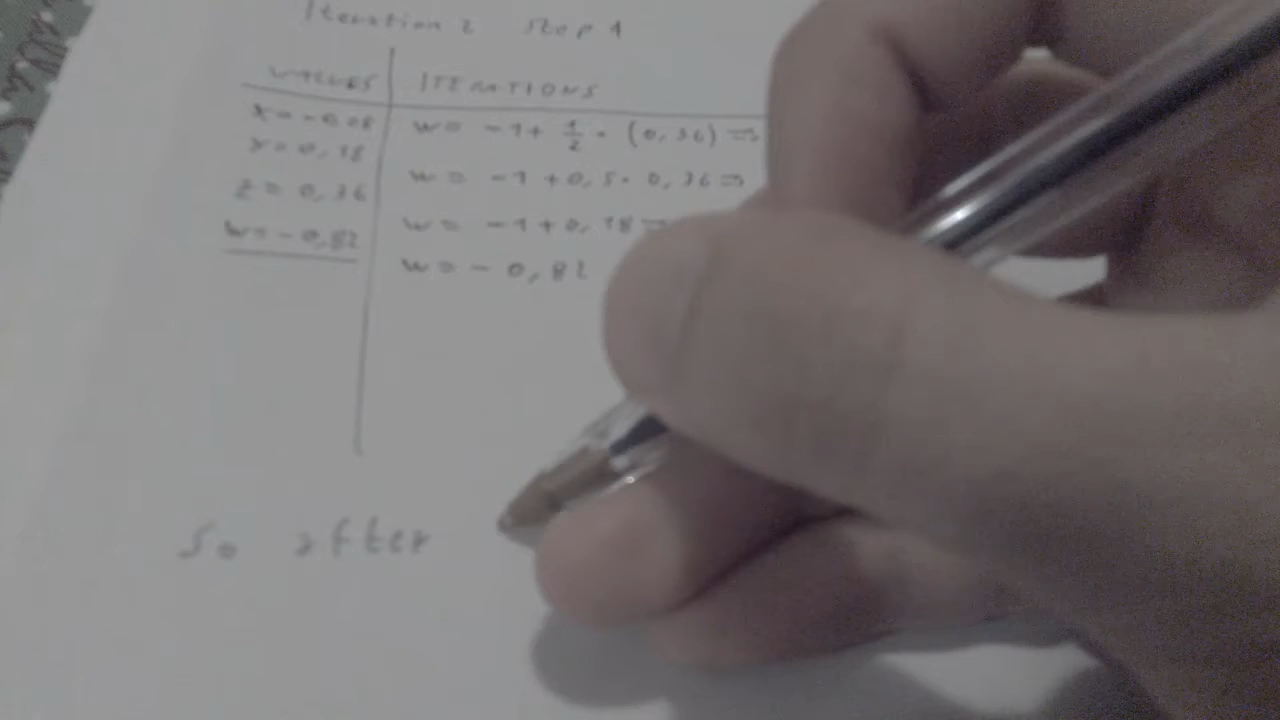 Iteration 2 Step 4
VALUES ITERATIONS
X = -0.08 W = -1 + 1/2 • (0,36) =>
Y = 0,18 W = -1 + 0,5 • 0,36 =>
Z = 0,36 W = -1 + 0,18 =>
W = -0,82 W = -0,82
So after